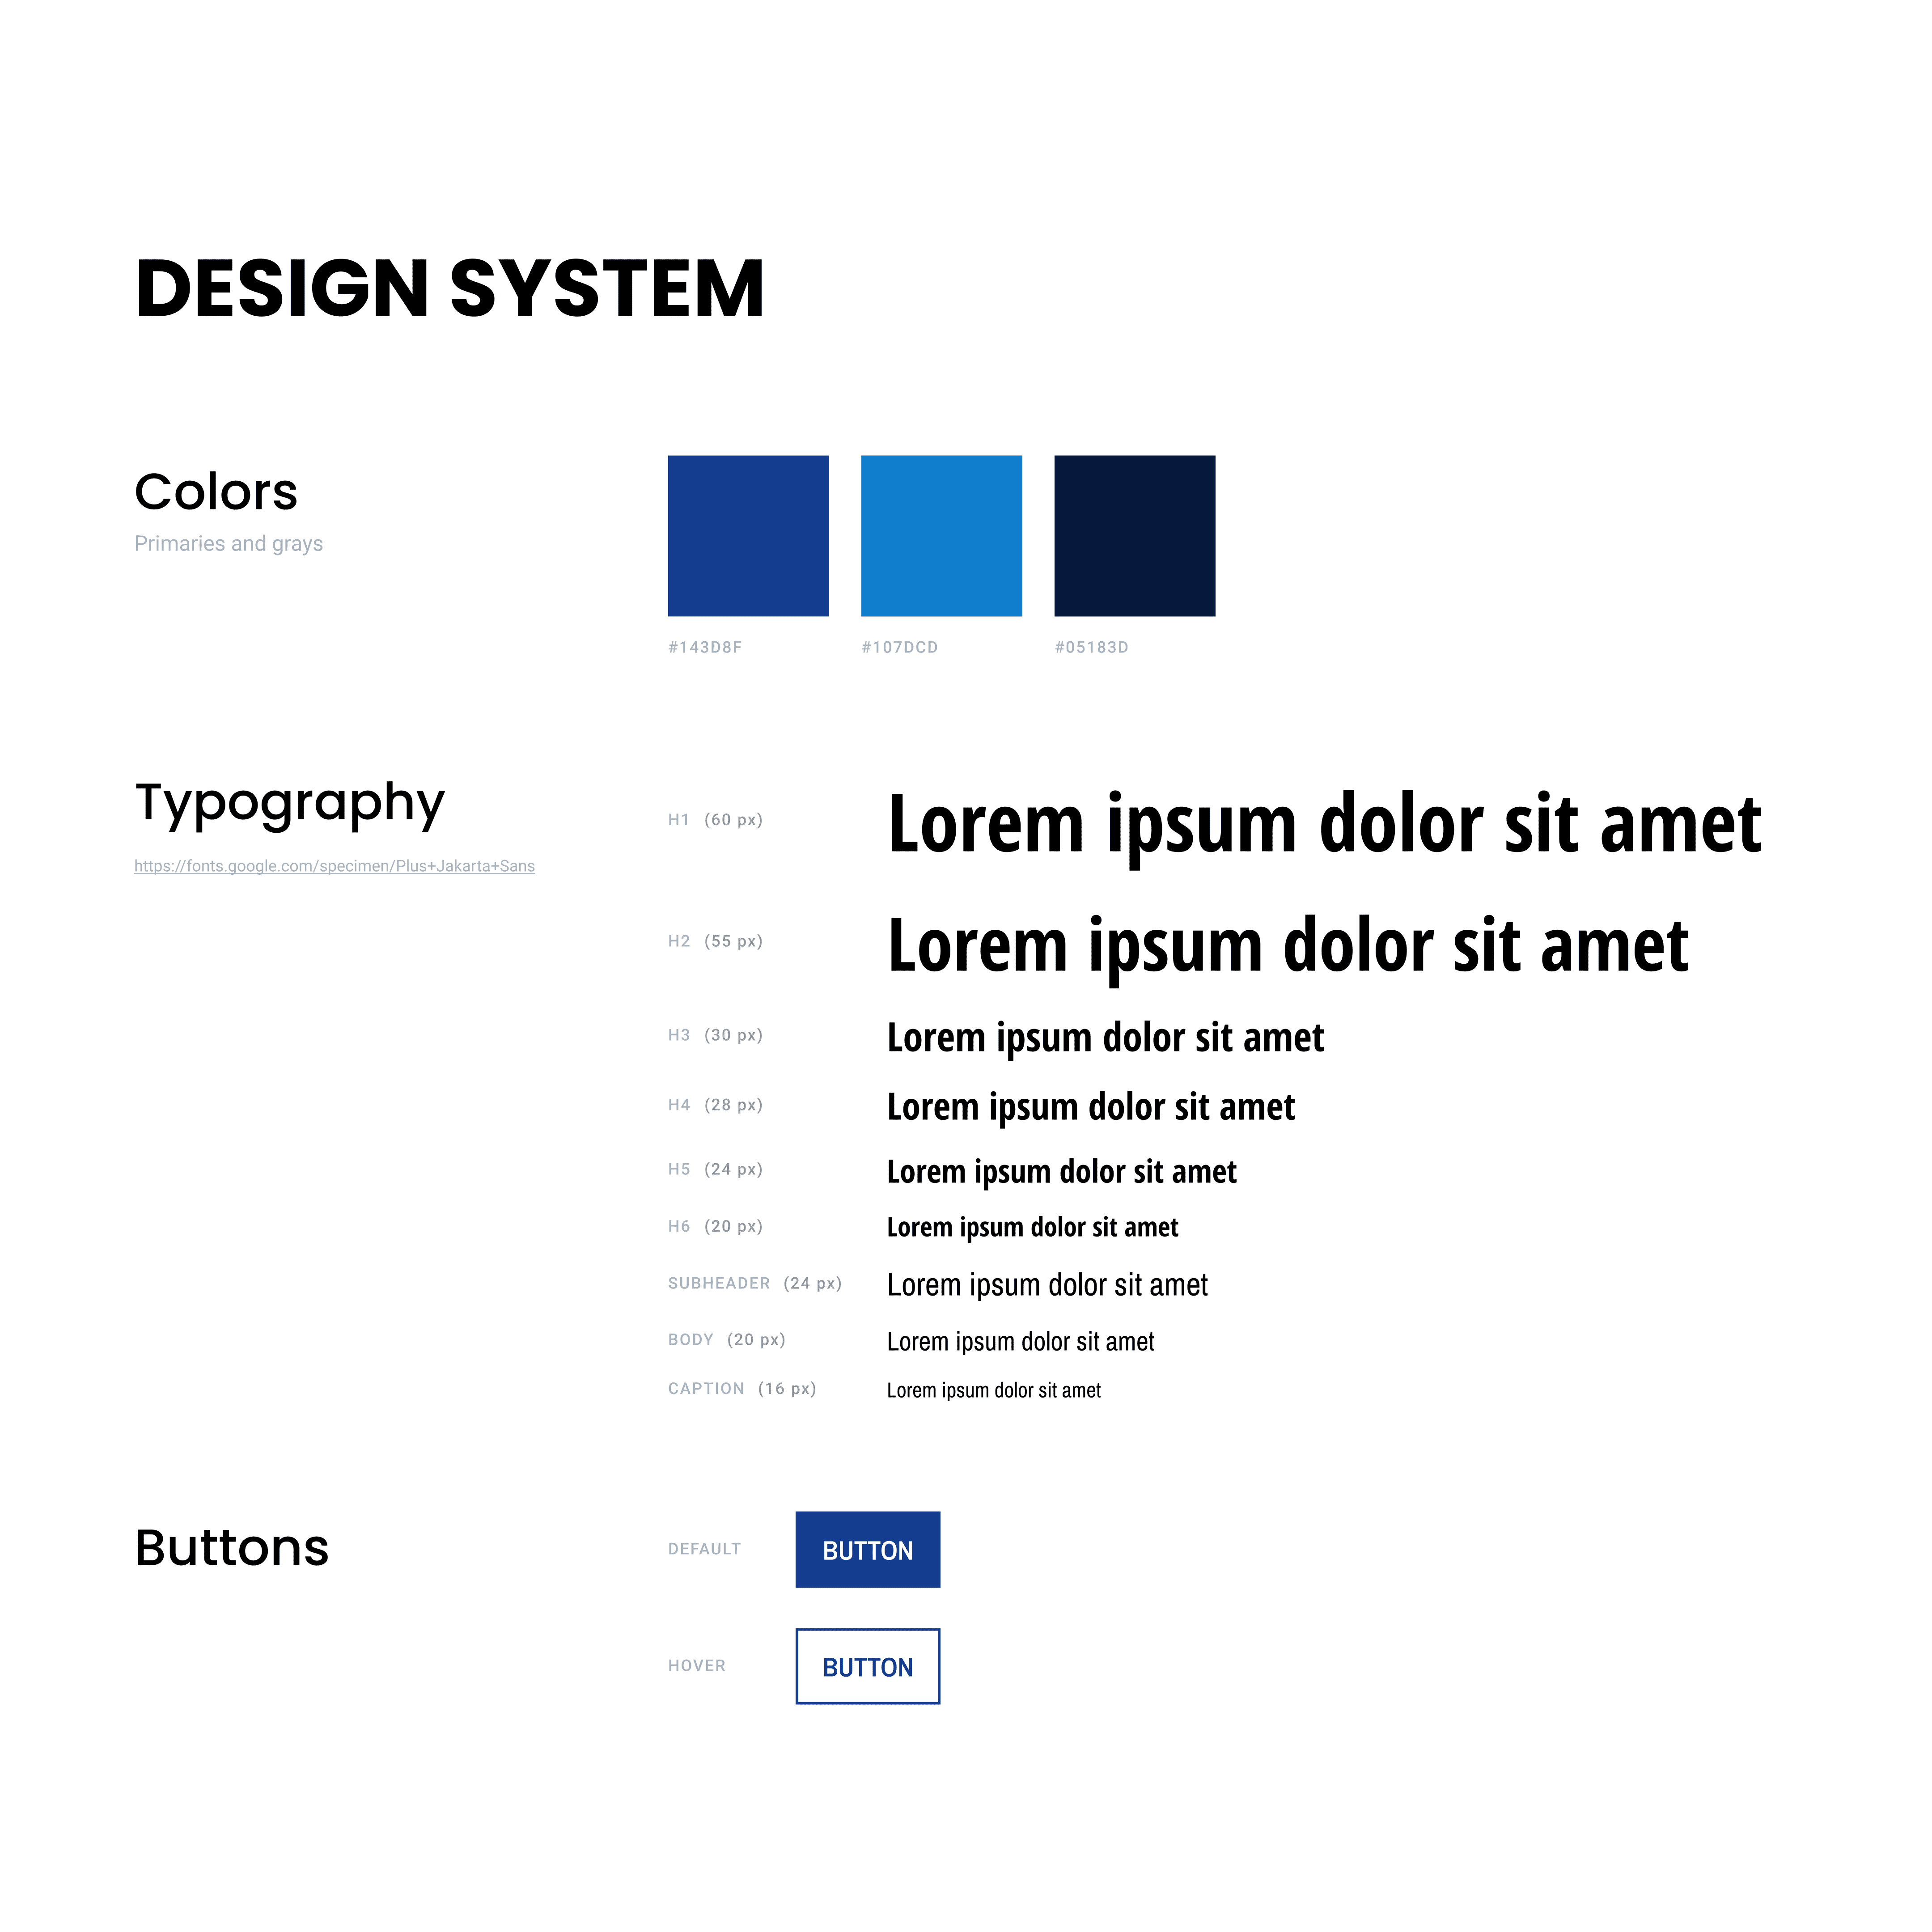 DESIGN SYSTEM
Colors
Primaries and grays
#143D8F #107DCD #05183D
Typography
https://fonts.google.com/specimen/Plus+Jakarta+Sans
H1 (60 px) Lorem ipsum dolor sit amet
H2 (55 px) Lorem ipsum dolor sit amet
H3 (30 px) Lorem ipsum dolor sit amet
H4 (28 px) Lorem ipsum dolor sit amet
H5 (24 px) Lorem ipsum dolor sit amet
H6 (20 px) Lorem ipsum dolor sit amet
SUBHEADER (24 px) Lorem ipsum dolor sit amet
BODY (20 px) Lorem ipsum dolor sit amet
CAPTION (16 px) Lorem ipsum dolor sit amet
Buttons
DEFAULT BUTTON
HOVER BUTTON